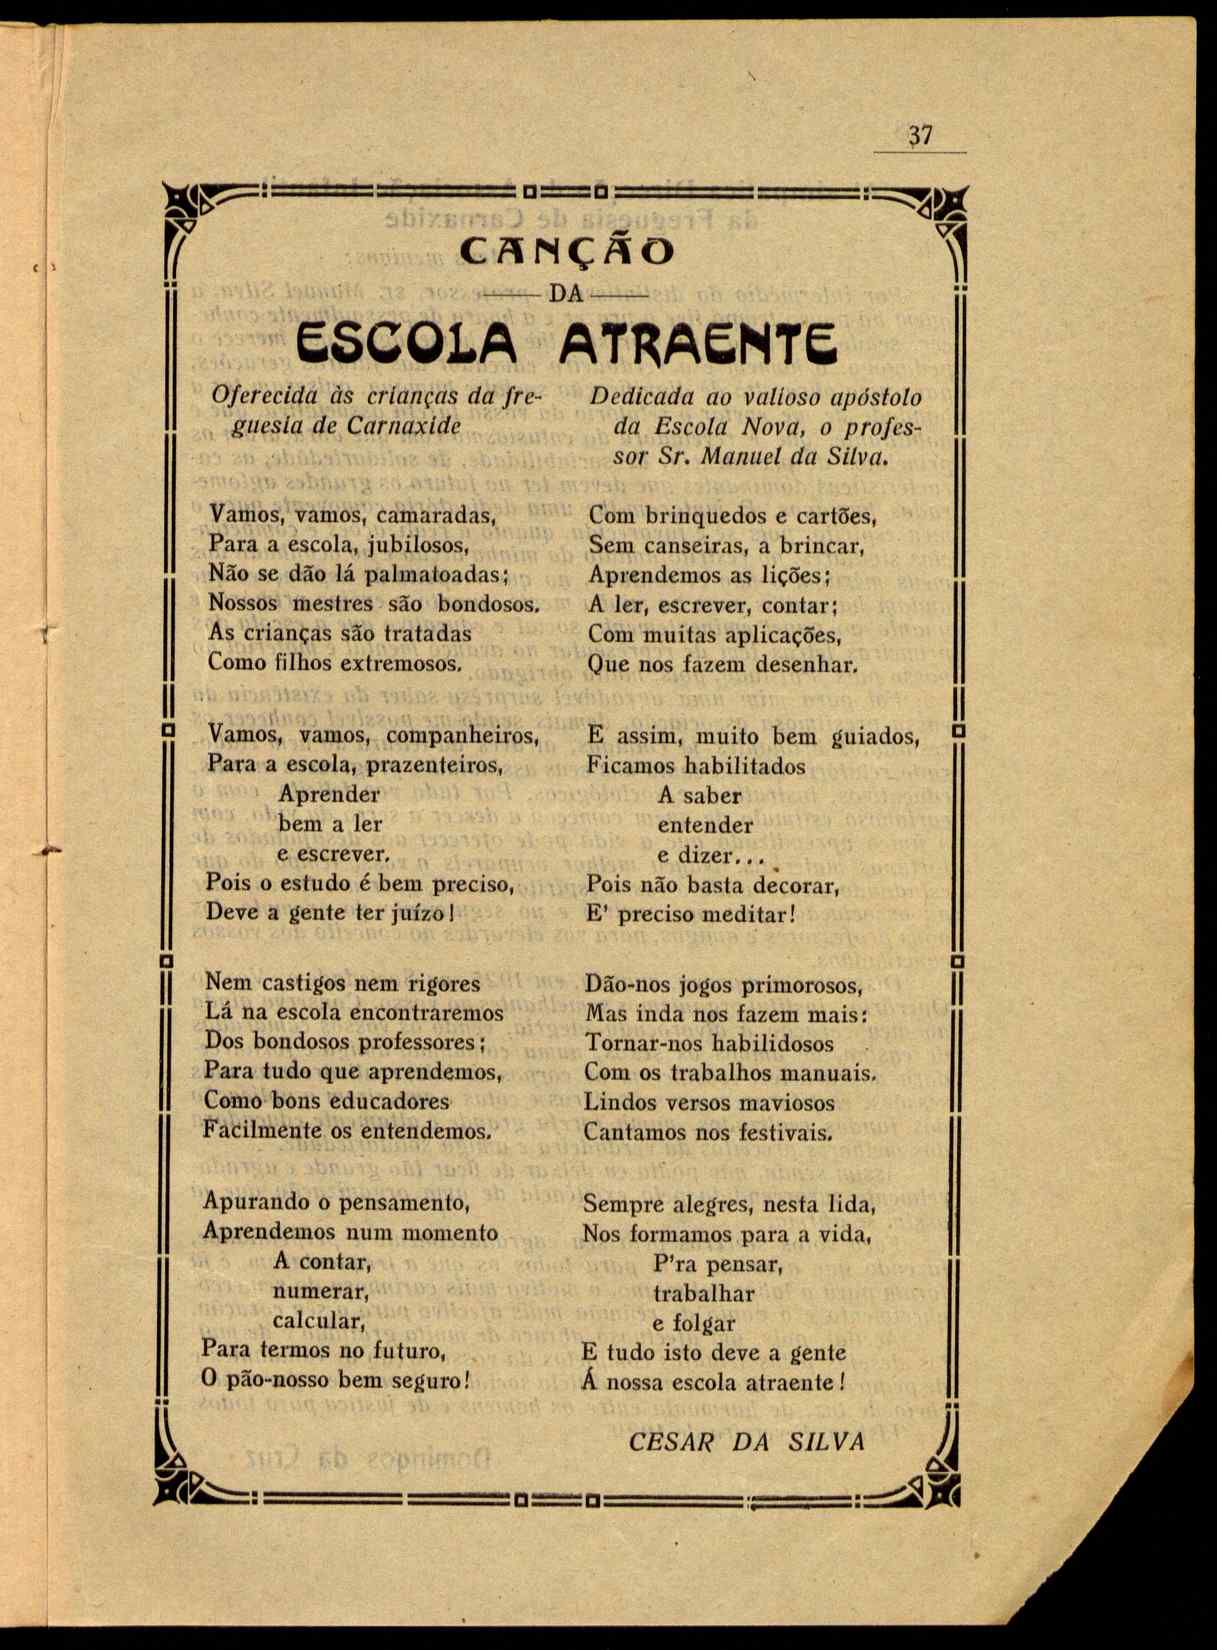 37
CANÇÃO
DA
ESCOLA ATRAENTE
Oferecida às crianças da fre-
guesia de Carnaxide
Dedicada ao valioso apóstolo
da Escola Nova, o profes-
sor Sr. Manuel da Silva.
Vamos, vamos, camaradas,
Para a escola, jubilosos,
Não se dão lá palmatoadas;
Nossos mestres são bondosos.
As crianças são tratadas
Como filhos extremosos.
Vamos, vamos, companheiros,
Para a escola, prazenteiros,
Aprender
bem a ler
e escrever.
Pois o estudo é bem preciso,
Deve a gente ter juízo!
Nem castigos nem rigores
Lá na escola encontraremos
Dos bondosos professores;
Para tudo que aprendemos,
Como bons educadores
Facilmente os entendemos.
Apurando o pensamento,
Aprendemos num momento
A contar,
numerar,
calcular,
Para termos no futuro,
O pão-nosso bem seguro!
Com brinquedos e cartões,
Sem canseiras, a brincar,
Aprendemos as lições;
A ler, escrever, contar;
Com muitas aplicações,
Que nos fazem desenhar.
E assim, muito bem guiados,
Ficamos habilitados
A saber
entender
e dizer...
Pois não basta decorar,
E' preciso meditar!
Dão-nos jogos primorosos,
Mas inda nos fazem mais:
Tornar-nos habilidosos
Com os trabalhos manuais.
Lindos versos maviosos
Cantamos nos festivais.
Sempre alegres, nesta lida,
Nos formamos para a vida,
P'ra pensar,
trabalhar
e folgar
E tudo isto deve a gente
Á nossa escola atraente!
CESAR DA SILVA